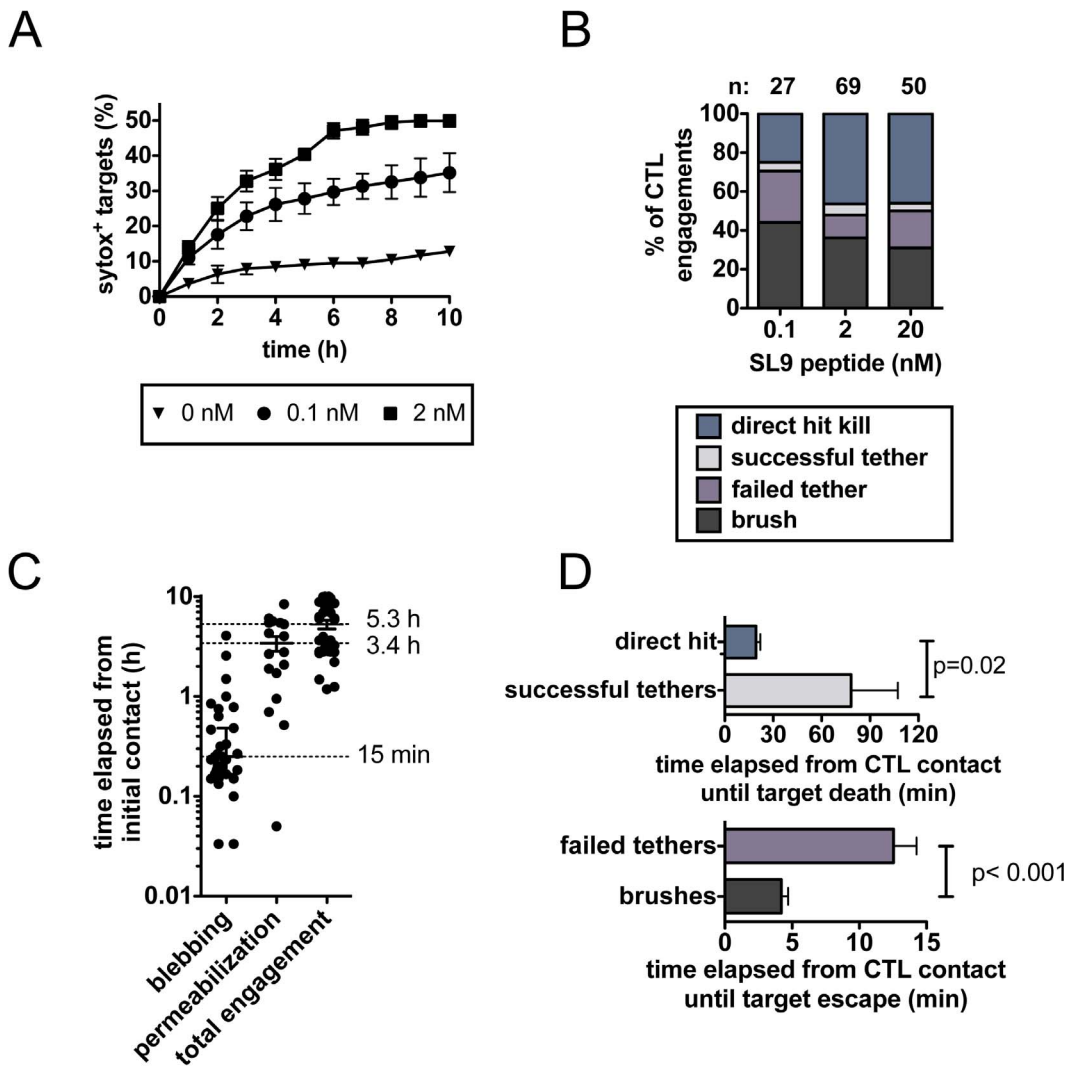 A
sytox+ targets (%)
50
40
30
20
10
0
0 2 4 6 8 10
time (h)
0 nM 0.1 nM 2 nM
B
n: 27 69 50
% of CTL
engagements
100
80
60
40
20
0
0.1 2 20
SL9 peptide (nM)
direct hit kill
successful tether
failed tether
brush
C
time elapsed from
initial contact (h)
10
1
0.1
0.01
5.3 h
3.4 h
15 min
blebbing
permeabilization
total engagement
D
direct hit
successful tethers
p=0.02
0 30 60 90 120
time elapsed from CTL contact
until target death (min)
failed tethers
brushes
p< 0.001
0 5 10 15
time elapsed from CTL contact
until target escape (min)